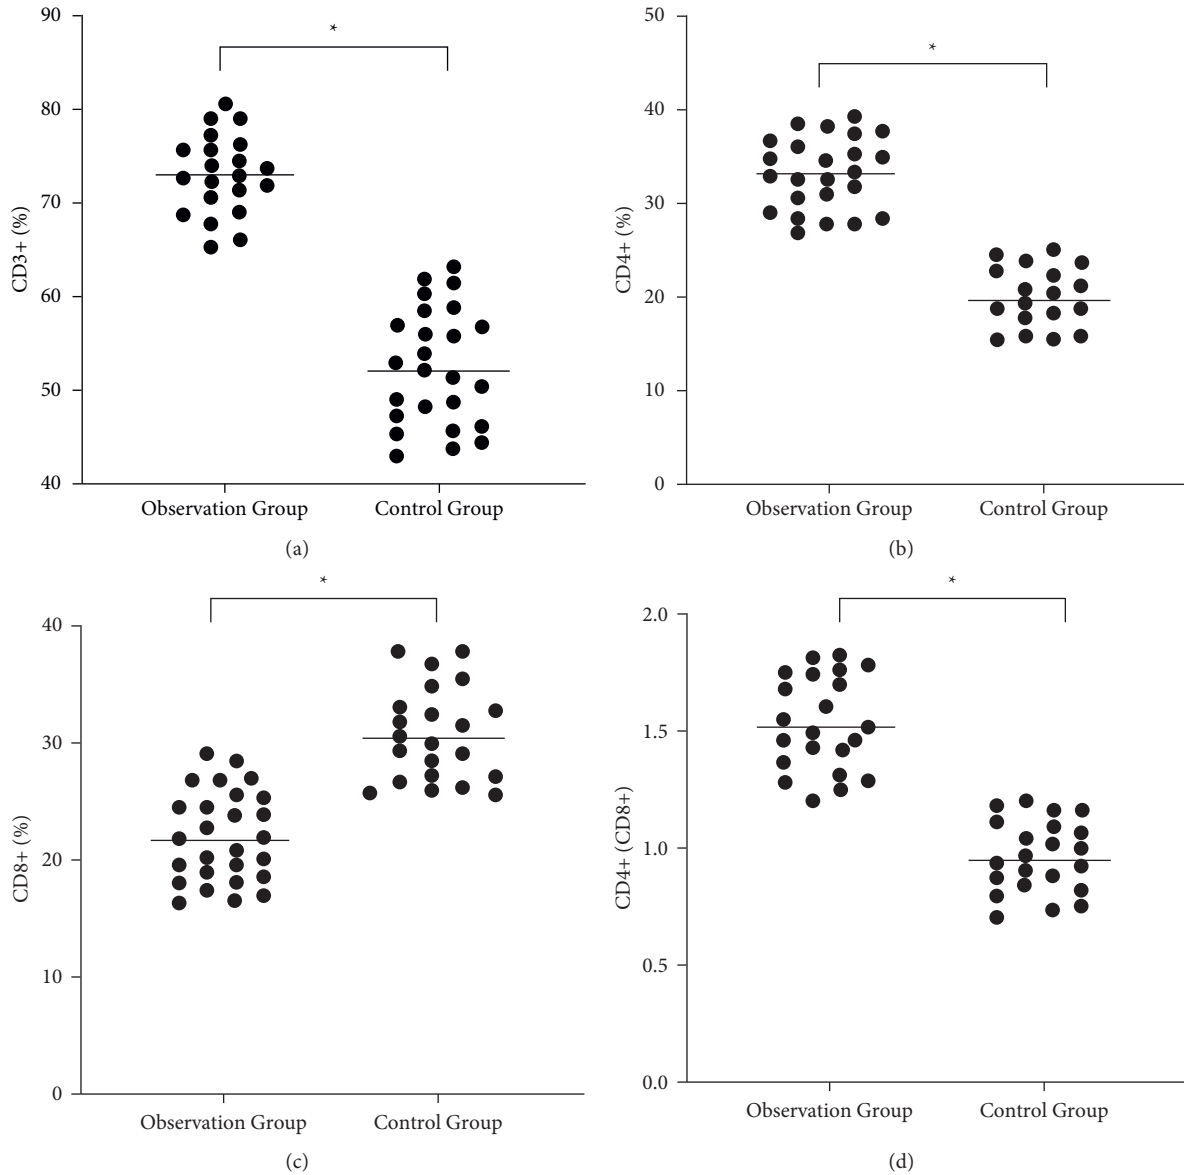 90
80
70
60
50
40
CD3+ (%)
*
Observation Group
Control Group
(a)
50
40
30
20
10
0
CD4+ (%)
*
Observation Group
Control Group
(b)
40
30
20
10
0
CD8+ (%)
*
Observation Group
Control Group
(c)
2.0
1.5
1.0
0.5
0.0
CD4+ (CD8+)
*
Observation Group
Control Group
(d)